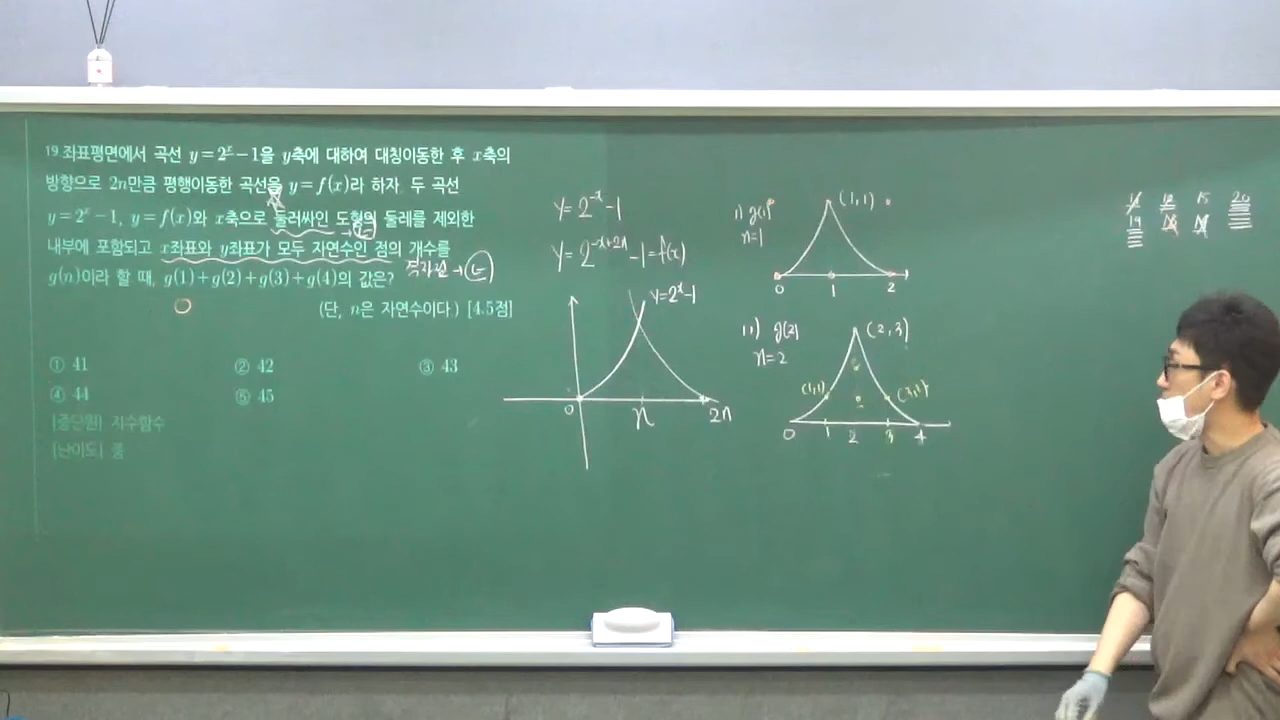 19.좌표평면에서 곡선 y=2^x-1을 y축에 대하여 대칭이동한 후 x축의
방향으로 2n만큼 평행이동한 곡선을 y=f(x)라 하자. 두 곡선
y=2^x-1, y=f(x)와 x축으로 둘러싸인 도형의 둘레를 제외한
내부에 포함되고 x좌표와 y좌표가 모두 자연수인 점의 개수를
g(n)이라 할 때, g(1)+g(2)+g(3)+g(4)의 값은?
(단, n은 자연수이다.) [4.5점]
① 41
② 42
③ 43
④ 44
⑤ 45
[중단원] 지수함수
[난이도]
y=2^-x-1
y=2^-x+2n-1=f(x)
y=2^x-1
0
n
2n
n=1
(1,1)
0 1 2
ii) g(2)
n=2
(2,3)
(1,1)
(3,1)
0 1 2 3 4
15 20
19